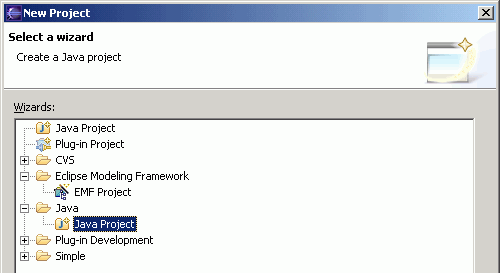 New Project
Select a wizard
Create a Java project
Wizards:
Java Project
Plug-in Project
CVS
Eclipse Modeling Framework
EMF Project
Java
Java Project
Plug-in Development
Simple